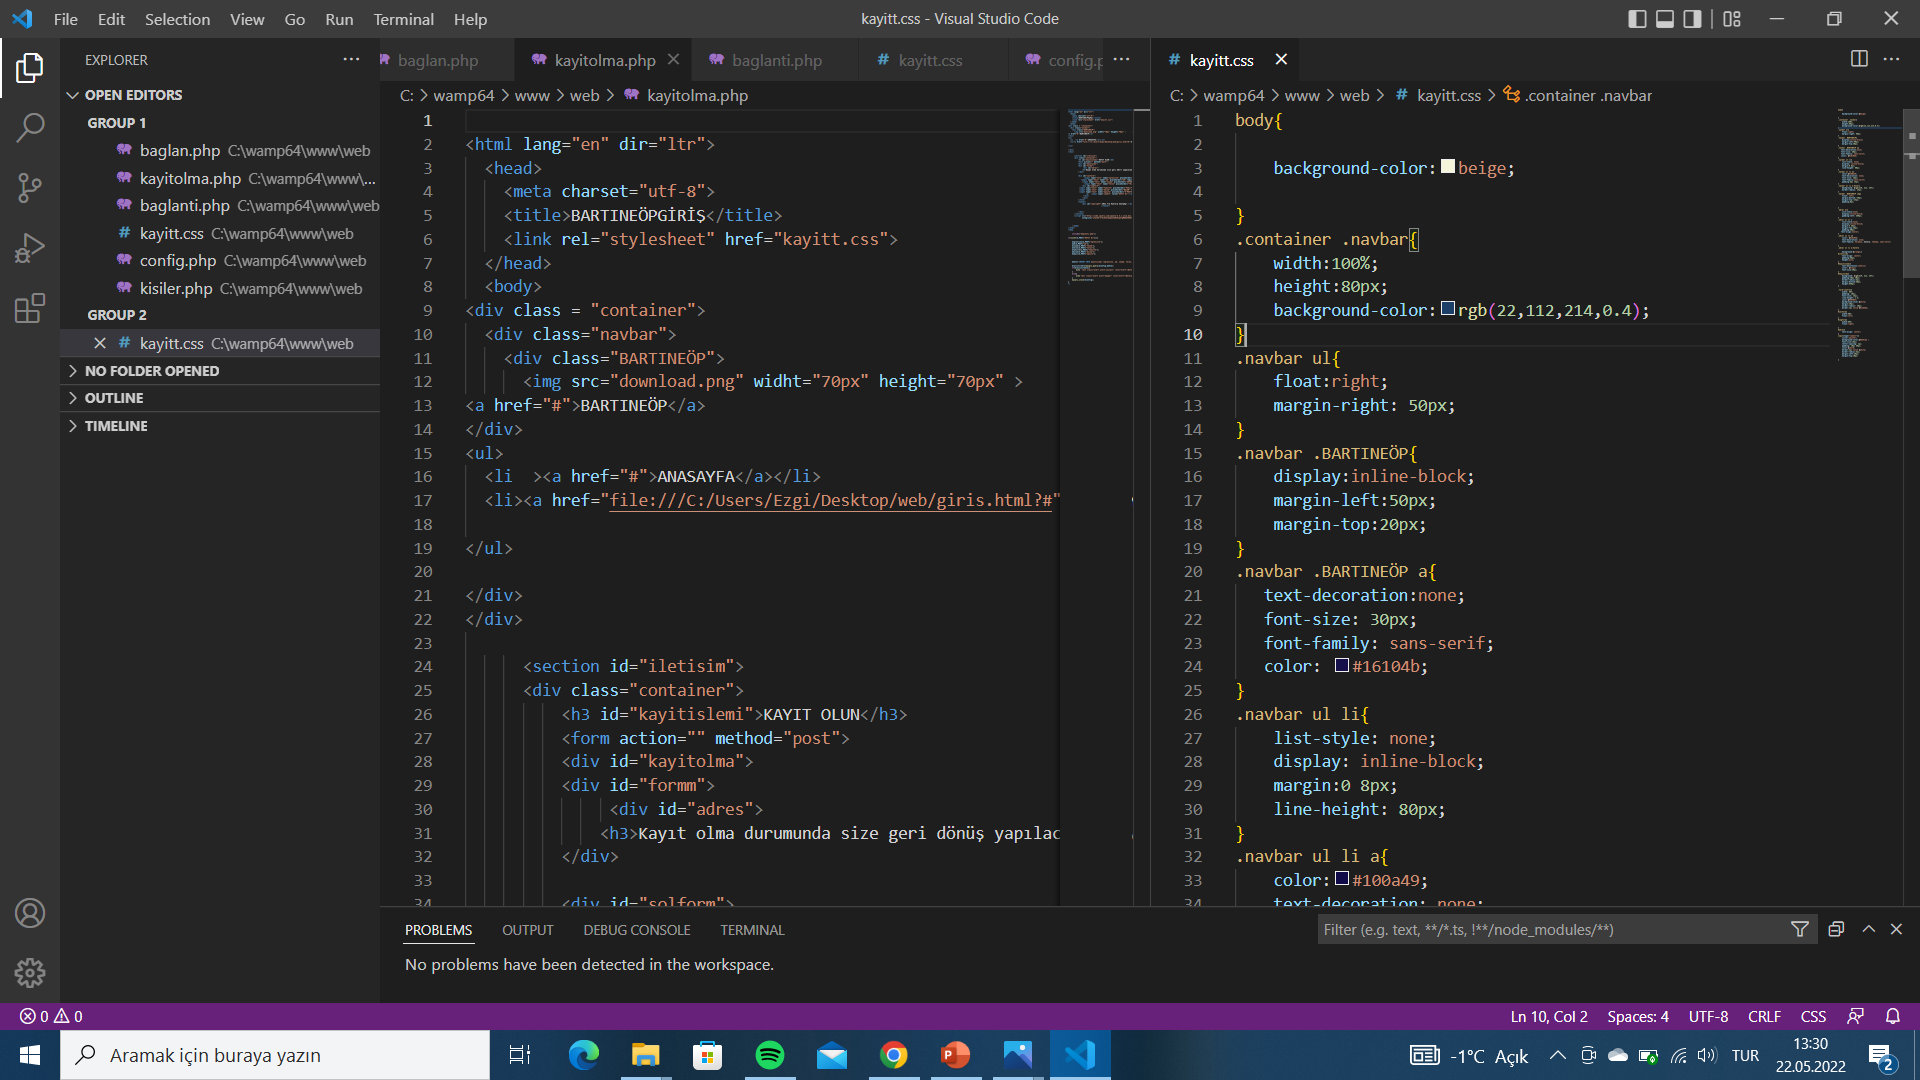 File Edit Selection View Go Run Terminal Help
kayitt.css - Visual Studio Code
EXPLORER
OPEN EDITORS
GROUP 1
baglan.php C:\wamp64\www\web
kayitolma.php C:\wamp64\www\...
baglanti.php C:\wamp64\www\web
kayitt.css C:\wamp64\www\web
config.php C:\wamp64\www\web
kisiler.php C:\wamp64\www\web
GROUP 2
kayitt.css C:\wamp64\www\web
NO FOLDER OPENED
OUTLINE
TIMELINE
baglan.php kayitolma.php baglanti.php kayitt.css config.p
C: > wamp64 > www > web > kayitolma.php
1
2 <html lang="en" dir="ltr">
3 <head>
4 <meta charset="utf-8">
5 <title>BARTINEÖPGİRİŞ</title>
6 <link rel="stylesheet" href="kayitt.css">
7 </head>
8 <body>
9 <div class = "container">
10 <div class="navbar">
11 <div class="BARTINEÖP">
12 <img src="download.png" widht="70px" height="70px" >
13 <a href="#">BARTINEÖP</a>
14 </div>
15 <ul>
16 <li ><a href="#">ANASAYFA</a></li>
17 <li><a href="file:///C:/Users/Ezgi/Desktop/web/giris.html?#"
18
19 </ul>
20
21 </div>
22 </div>
23
24 <section id="iletisim">
25 <div class="container">
26 <h3 id="kayitislemi">KAYIT OLUN</h3>
27 <form action="" method="post">
28 <div id="kayitolma">
29 <div id="formm">
30 <div id="adres">
31 <h3>Kayıt olma durumunda size geri dönüş yapılac
32 </div>
33
34 <div id="solform">
kayitt.css
C: > wamp64 > www > web > # kayitt.css > .container .navbar
1 body{
2
3 background-color: beige;
4
5 }
6 .container .navbar{
7 width:100%;
8 height:80px;
9 background-color: rgb(22,112,214,0.4);
10 }
11 .navbar ul{
12 float:right;
13 margin-right: 50px;
14 }
15 .navbar .BARTINEÖP{
16 display:inline-block;
17 margin-left:50px;
18 margin-top:20px;
19 }
20 .navbar .BARTINEÖP a{
21 text-decoration:none;
22 font-size: 30px;
23 font-family: sans-serif;
24 color: #16104b;
25 }
26 .navbar ul li{
27 list-style: none;
28 display: inline-block;
29 margin:0 8px;
30 line-height: 80px;
31 }
32 .navbar ul li a{
33 color: #100a49;
34 text-decoration: none;
PROBLEMS OUTPUT DEBUG CONSOLE TERMINAL
Filter (e.g. text, **/*.ts, !**/node_modules/**)
No problems have been detected in the workspace.
0 0
Ln 10, Col 2 Spaces: 4 UTF-8 CRLF CSS
Aramak için buraya yazın
-1°C Açık
TUR
13:30
22.05.2022
2